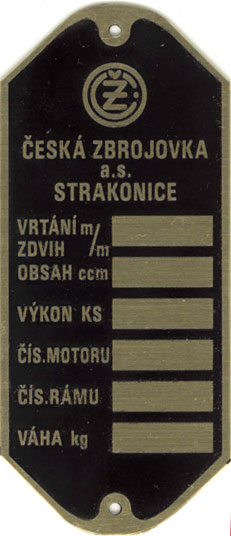 ČZ
ČESKÁ ZBROJOVKA
a.s.
STRAKONICE
VRTÁNÍ m/m
ZDVIH
OBSAH ccm
VÝKON KS
ČÍS.MOTORU
ČÍS.RÁMU
VÁHA kg